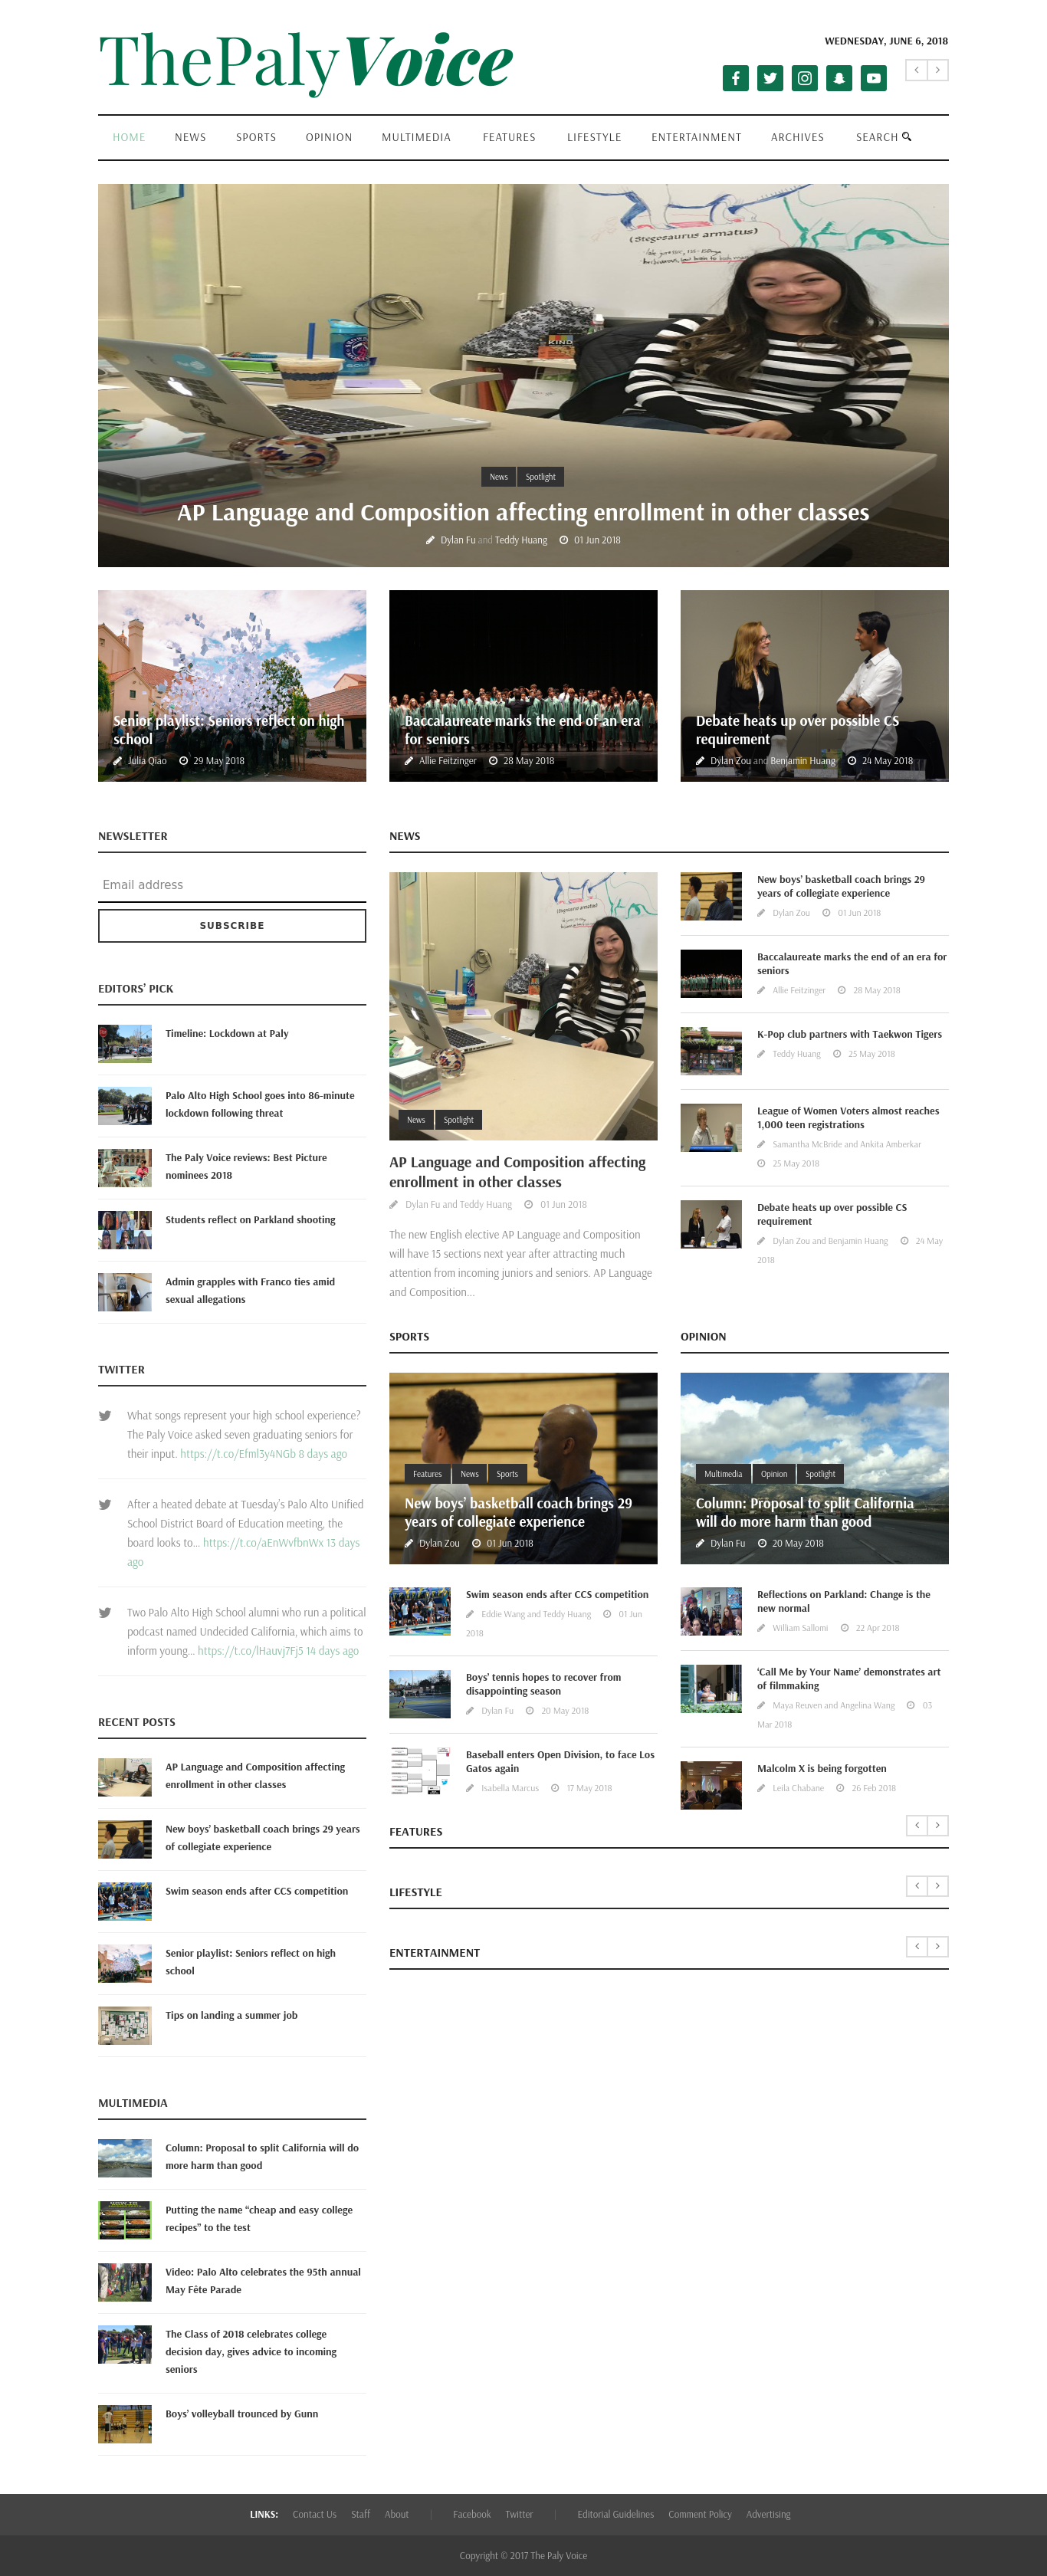 ThePalyVoice
WEDNESDAY, JUNE 6, 2018
HOME NEWS SPORTS OPINION MULTIMEDIA FEATURES LIFESTYLE ENTERTAINMENT ARCHIVES SEARCH
(Stegosaurus armatus)
KIND
News Spotlight
AP Language and Composition affecting enrollment in other classes
Dylan Fu and Teddy Huang 01 Jun 2018
Senior playlist: Seniors reflect on high
school
Julia Qiao 29 May 2018
Baccalaureate marks the end of an era
for seniors
Allie Feitzinger 28 May 2018
Debate heats up over possible CS
requirement
Dylan Zou and Benjamin Huang 24 May 2018
NEWSLETTER
Email address
SUBSCRIBE
EDITORS' PICK
Timeline: Lockdown at Paly
Palo Alto High School goes into 86-minute
lockdown following threat
The Paly Voice reviews: Best Picture
nominees 2018
Students reflect on Parkland shooting
Admin grapples with Franco ties amid
sexual allegations
TWITTER
What songs represent your high school experience?
The Paly Voice asked seven graduating seniors for
their input. https://t.co/Efml3y4NGb 8 days ago
After a heated debate at Tuesday's Palo Alto Unified
School District Board of Education meeting, the
board looks to... https://t.co/aEnWvfbnWx 13 days
ago
Two Palo Alto High School alumni who run a political
podcast named Undecided California, which aims to
inform young... https://t.co/lHauvj7Fj5 14 days ago
RECENT POSTS
AP Language and Composition affecting
enrollment in other classes
New boys' basketball coach brings 29 years
of collegiate experience
Swim season ends after CCS competition
Senior playlist: Seniors reflect on high
school
Tips on landing a summer job
MULTIMEDIA
Column: Proposal to split California will do
more harm than good
Putting the name “cheap and easy college
recipes” to the test
Video: Palo Alto celebrates the 95th annual
May Fête Parade
The Class of 2018 celebrates college
decision day, gives advice to incoming
seniors
Boys' volleyball trounced by Gunn
NEWS
News Spotlight
AP Language and Composition affecting
enrollment in other classes
Dylan Fu and Teddy Huang 01 Jun 2018
The new English elective AP Language and Composition
will have 15 sections next year after attracting much
attention from incoming juniors and seniors. AP Language
and Composition...
New boys' basketball coach brings 29
years of collegiate experience
Dylan Zou 01 Jun 2018
Baccalaureate marks the end of an era for
seniors
Allie Feitzinger 28 May 2018
K-Pop club partners with Taekwon Tigers
Teddy Huang 25 May 2018
League of Women Voters almost reaches
1,000 teen registrations
Samantha McBride and Ankita Amberkar
25 May 2018
Debate heats up over possible CS
requirement
Dylan Zou and Benjamin Huang 24 May
2018
SPORTS
Features News Sports
New boys' basketball coach brings 29
years of collegiate experience
Dylan Zou 01 Jun 2018
Swim season ends after CCS competition
Eddie Wang and Teddy Huang 01 Jun
2018
Boys' tennis hopes to recover from
disappointing season
Dylan Fu 20 May 2018
Baseball enters Open Division, to face Los
Gatos again
Isabella Marcus 17 May 2018
OPINION
Multimedia Opinion Spotlight
Column: Proposal to split California
will do more harm than good
Dylan Fu 20 May 2018
Reflections on Parkland: Change is the
new normal
William Sallomi 22 Apr 2018
‘Call Me by Your Name’ demonstrates art
of filmmaking
Maya Reuven and Angelina Wang 03
Mar 2018
Malcolm X is being forgotten
Leila Chabane 26 Feb 2018
FEATURES
LIFESTYLE
ENTERTAINMENT
LINKS: Contact Us Staff About | Facebook Twitter | Editorial Guidelines Comment Policy Advertising
Copyright © 2017 The Paly Voice